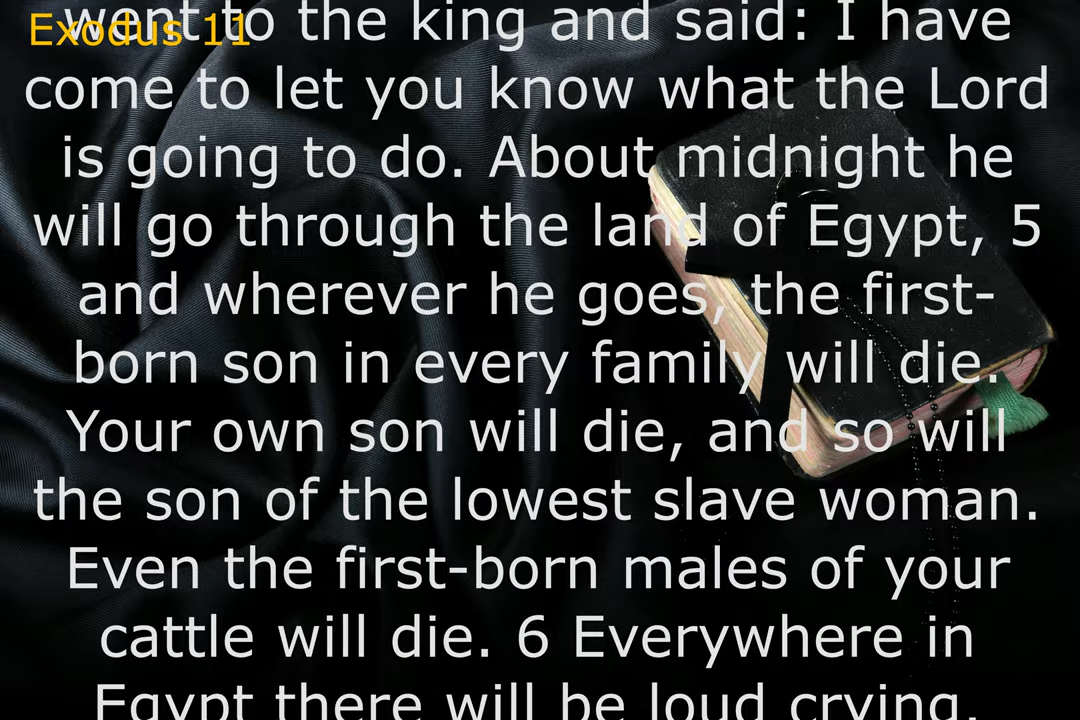 Exodus 11
went to the king and said: I have
come to let you know what the Lord
is going to do. About midnight he
will go through the land of Egypt, 5
and wherever he goes, the first-
born son in every family will die.
Your own son will die, and so will
the son of the lowest slave woman.
Even the first-born males of your
cattle will die. 6 Everywhere in
Egypt there will be loud crying.